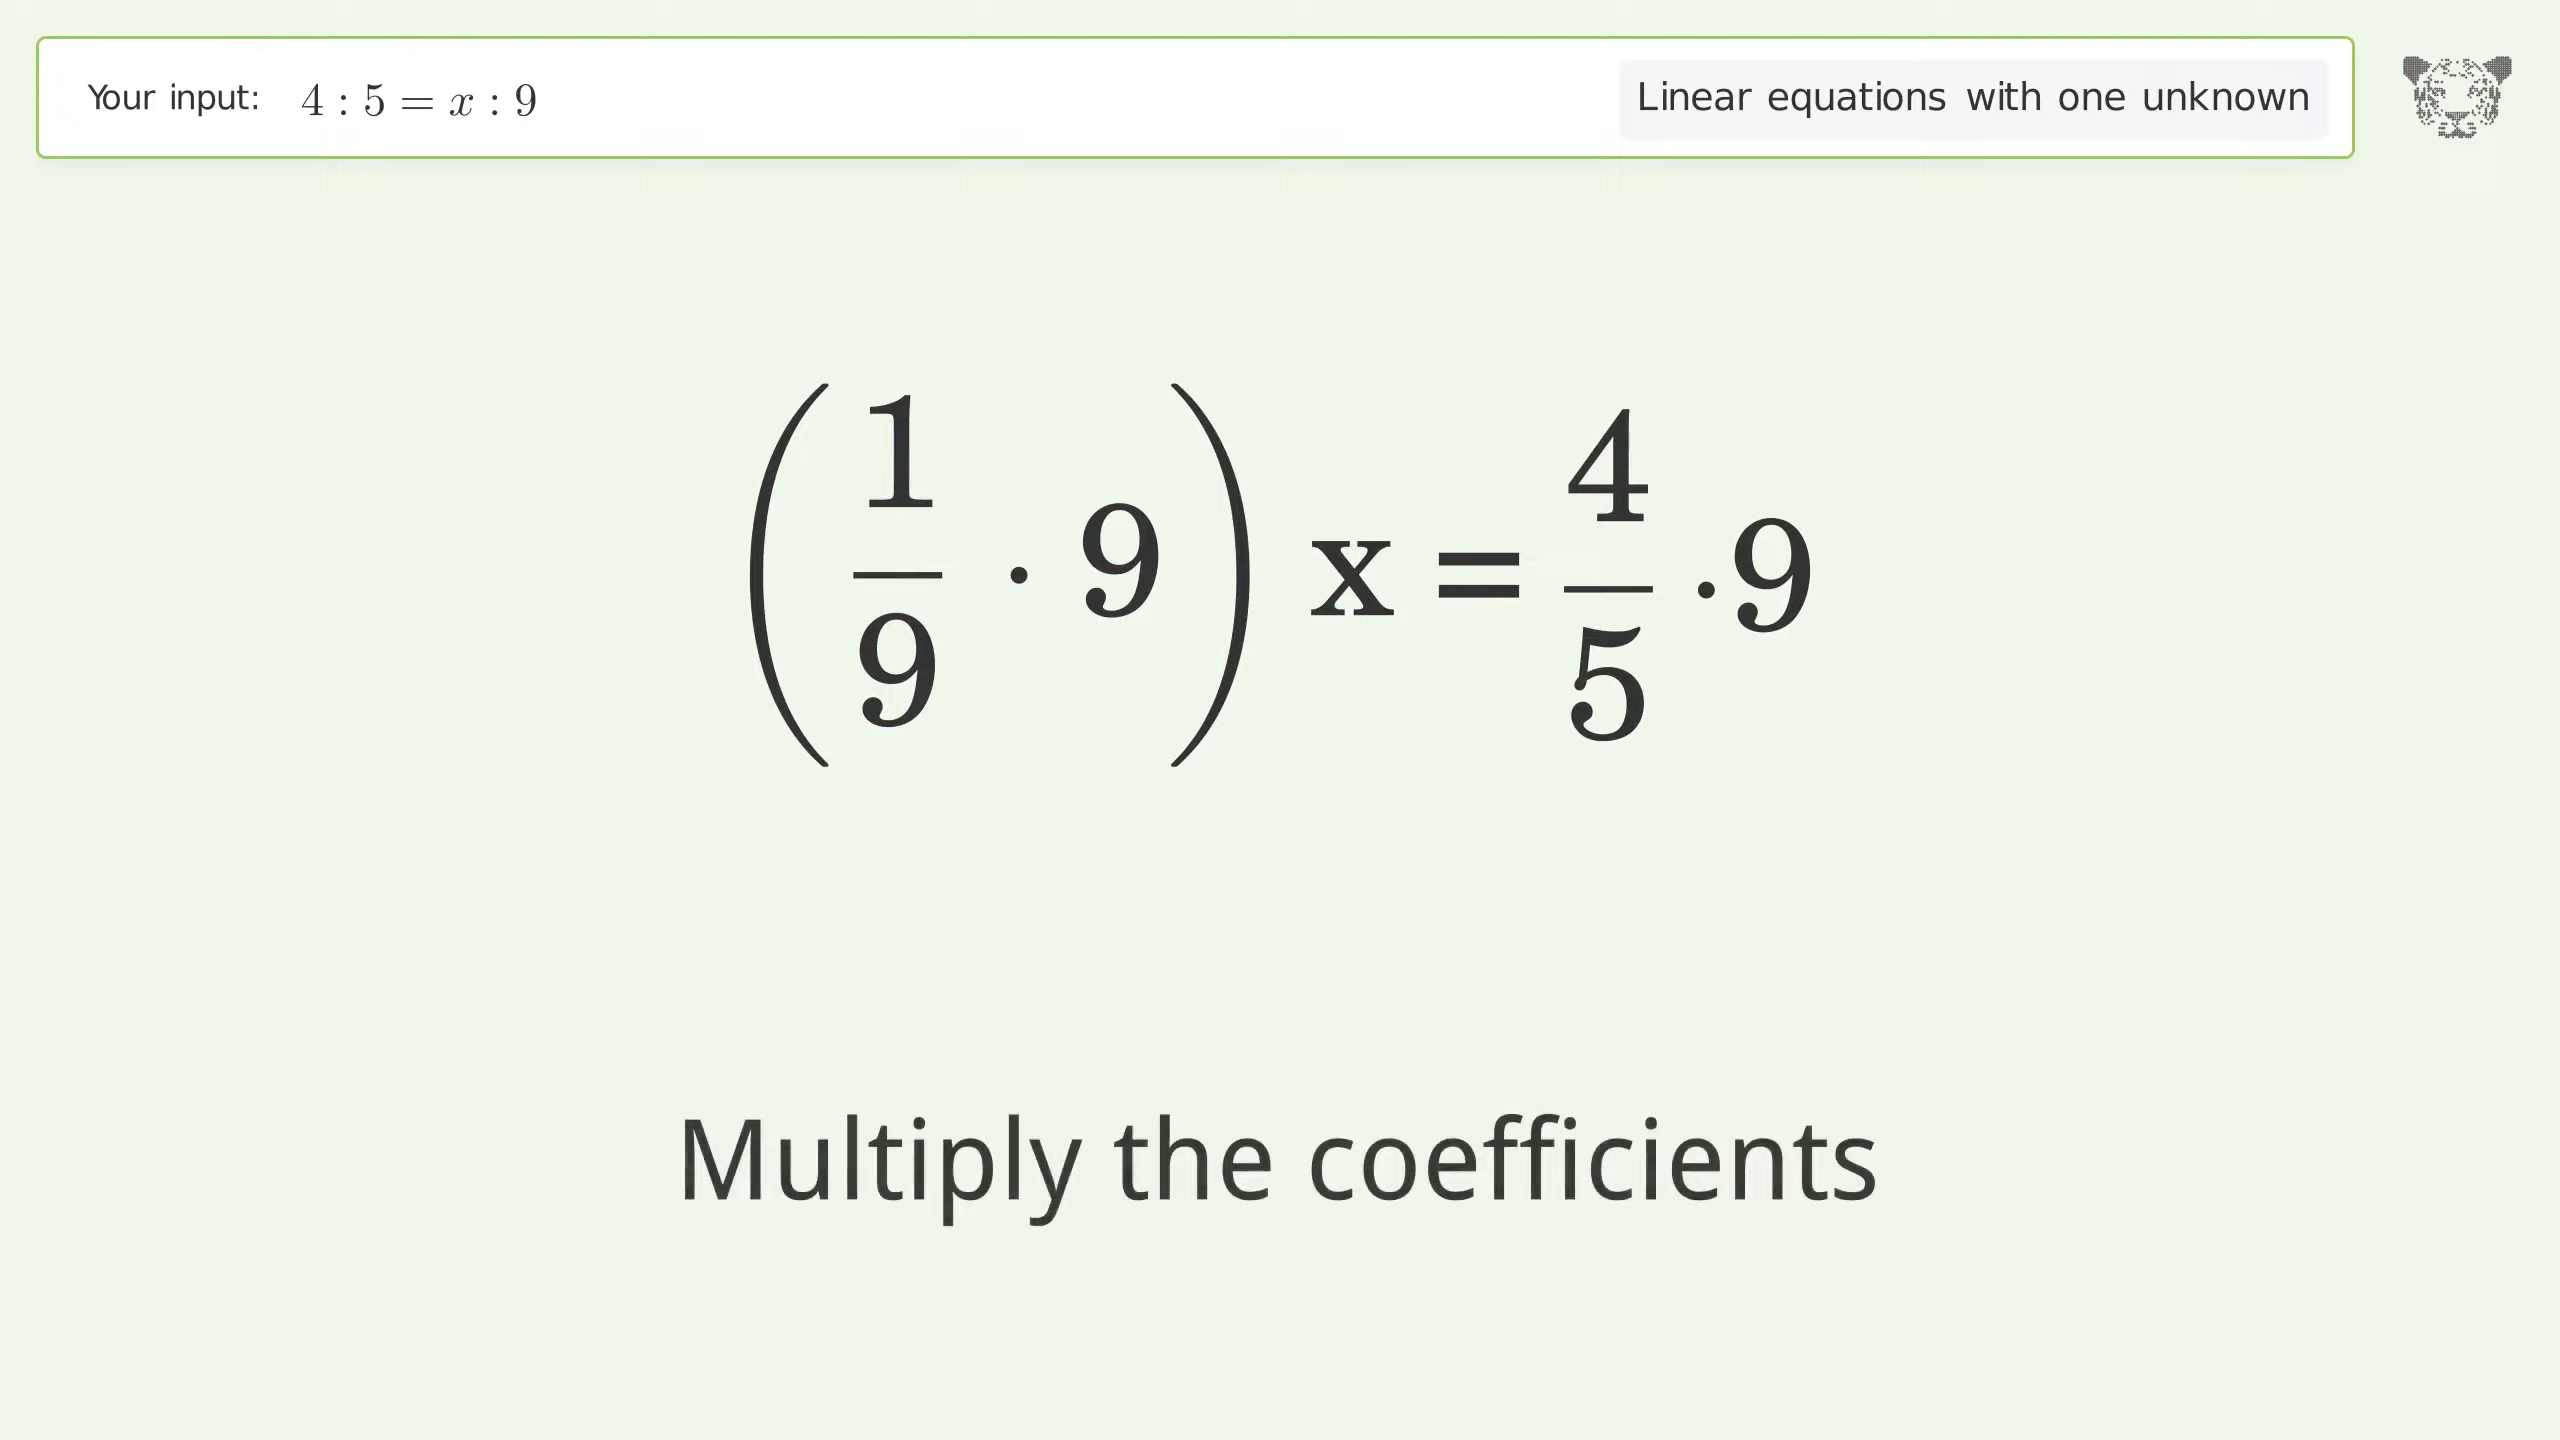 Your input: 4 : 5 = x : 9
Linear equations with one unknown
(1/9 · 9) x = 4/5 · 9
Multiply the coefficients